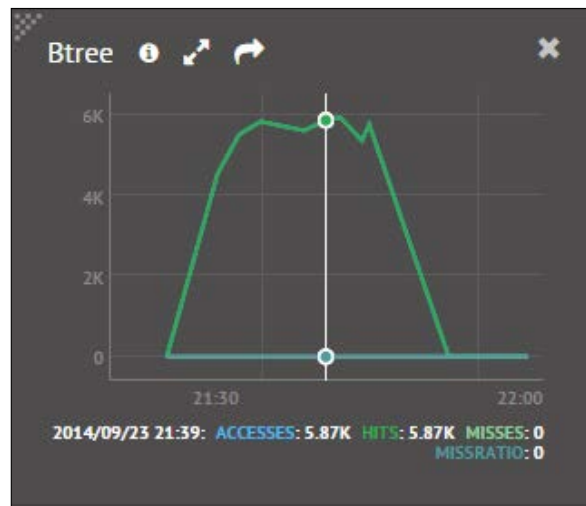 Btree
6K
4K
2K
0
21:30 22:00
2014/09/23 21:39: ACCESSES: 5.87K HITS: 5.87K MISSES: 0
MISSRATIO: 0